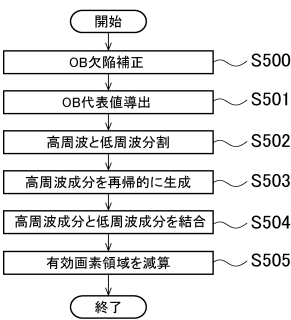 開始
OB欠陥補正 S500
OB代表値導出 S501
高周波と低周波分割 S502
高周波成分を再帰的に生成 S503
高周波成分と低周波成分を結合 S504
有効画素領域を減算 S505
終了